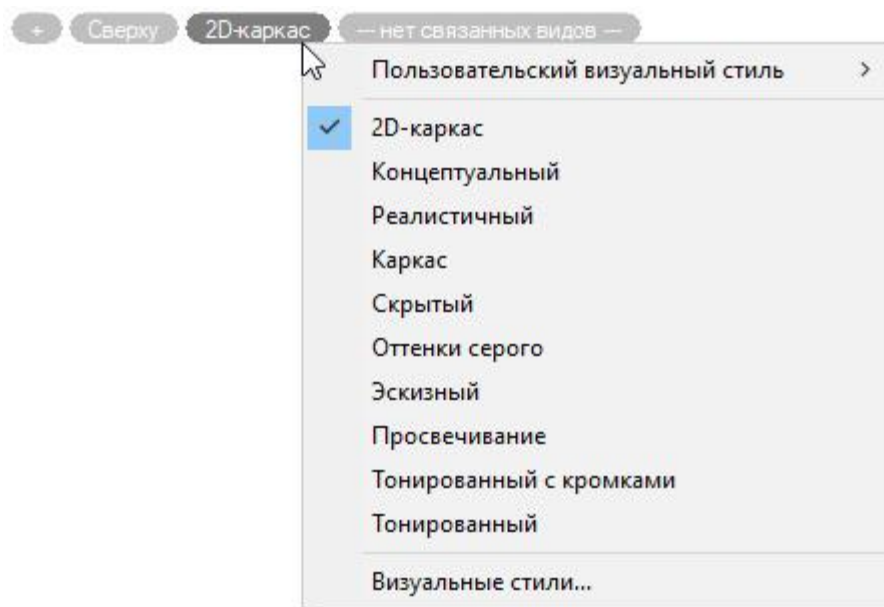 + Сверху 2D-каркас — нет связанных видов —
Пользовательский визуальный стиль >
2D-каркас
Концептуальный
Реалистичный
Каркас
Скрытый
Оттенки серого
Эскизный
Просвечивание
Тонированный с кромками
Тонированный
Визуальные стили...